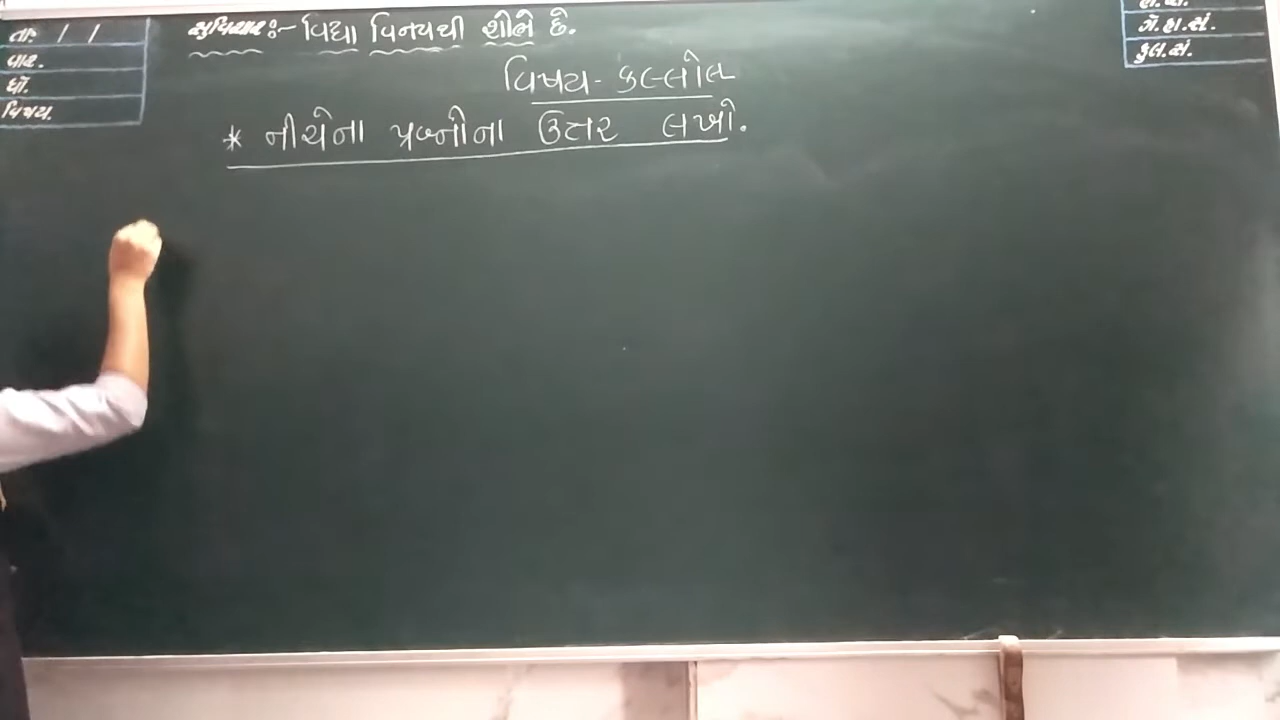 તા. / /
વાર.
ધો.
વિષય.
સુવિચાર:- વિદ્યા વિનયથી શોભે છે.
વિષય - કલ્લોલ
* નીચેના પ્રશ્નોના ઉત્તર લખો.
ગે.હા.સં.
કુલ.સં.